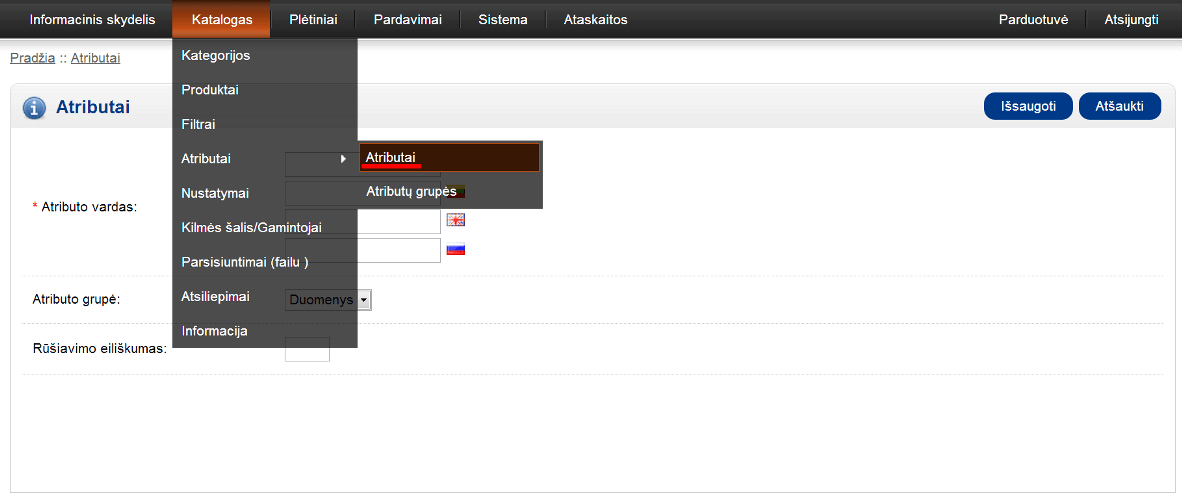 Informacinis skydelis Katalogas Plėtiniai Pardavimai Sistema Ataskaitos Parduotuvė Atsijungti
Pradžia :: Atributai
Kategorijos
Atributai Išsaugoti Atšaukti
Produktai
Filtrai
Atributai Atributai
Nustatymai Atributų grupės
* Atributo vardas:
Kilmės šalis/Gamintojai
Parsisiuntimai (failu )
Atributo grupė: Atsiliepimai Duomenys
Informacija
Rūšiavimo eiliškumas: